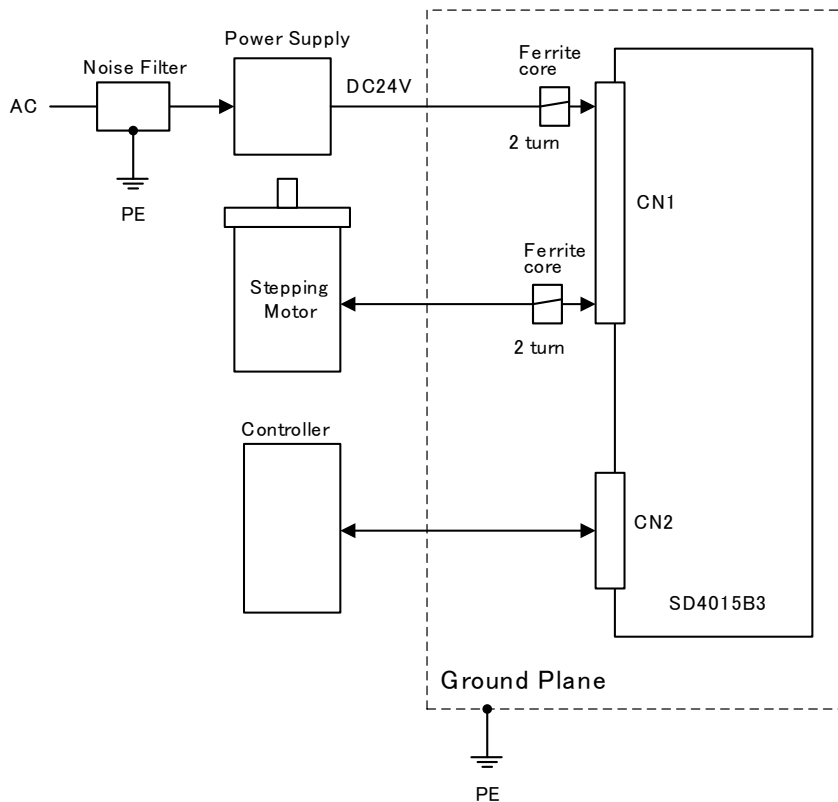 Power Supply
Noise Filter
AC
DC24V
Ferrite
core
2 turn
PE
CN1
Stepping
Motor
Ferrite
core
2 turn
Controller
CN2
SD4015B3
Ground Plane
PE